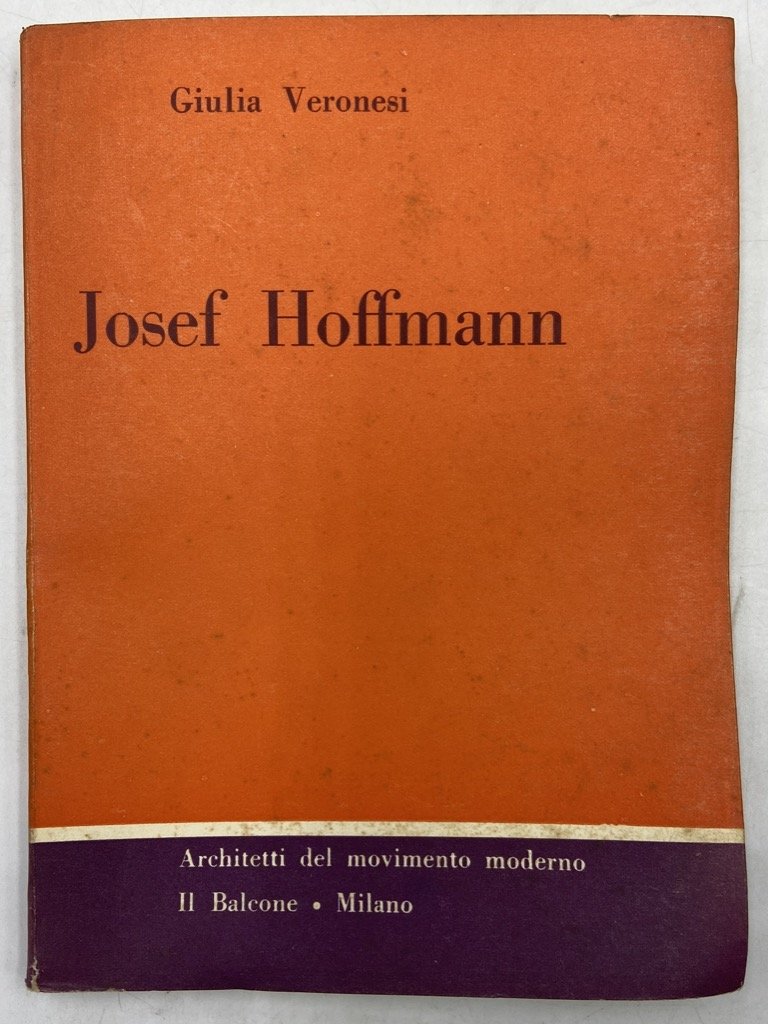 Giulia Veronesi
Josef Hoffmann
Architetti del movimento moderno
Il Balcone • Milano